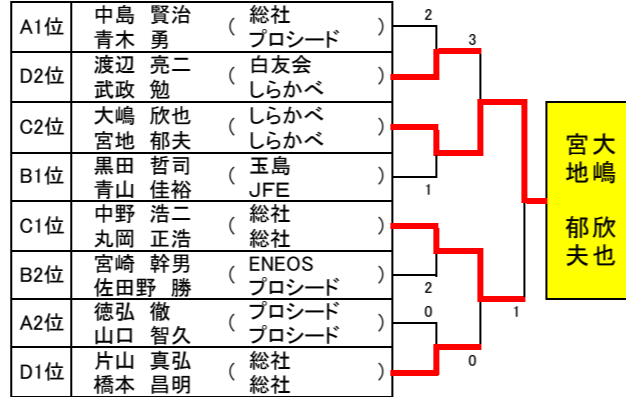 A1位 中島 賢治 ( 総社 )
青木 勇 プロシード
2
D2位 渡辺 亮二 ( 白友会 )
武政 勉 しらかべ
3
C2位 大嶋 欣也 ( しらかべ )
宮地 郁夫 しらかべ
B1位 黒田 哲司 ( 玉島 )
青山 佳裕 JFE
1
C1位 中野 浩二 ( 総社 )
丸岡 正浩 総社
B2位 宮崎 幹男 ( ENEOS )
佐田野 勝 プロシード
2
A2位 徳弘 徹 ( プロシード )
山口 智久 プロシード
0
1
D1位 片山 真弘 ( 総社 )
橋本 昌明 総社
0
大嶋 欣也
宮地 郁夫